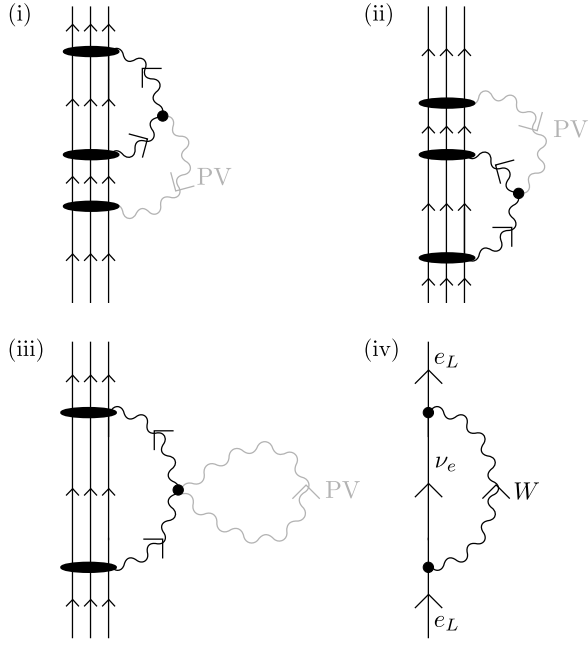 (i)
(ii)
PV
PV
(iii)
(iv)
e_L
ν_e
PV
W
e_L